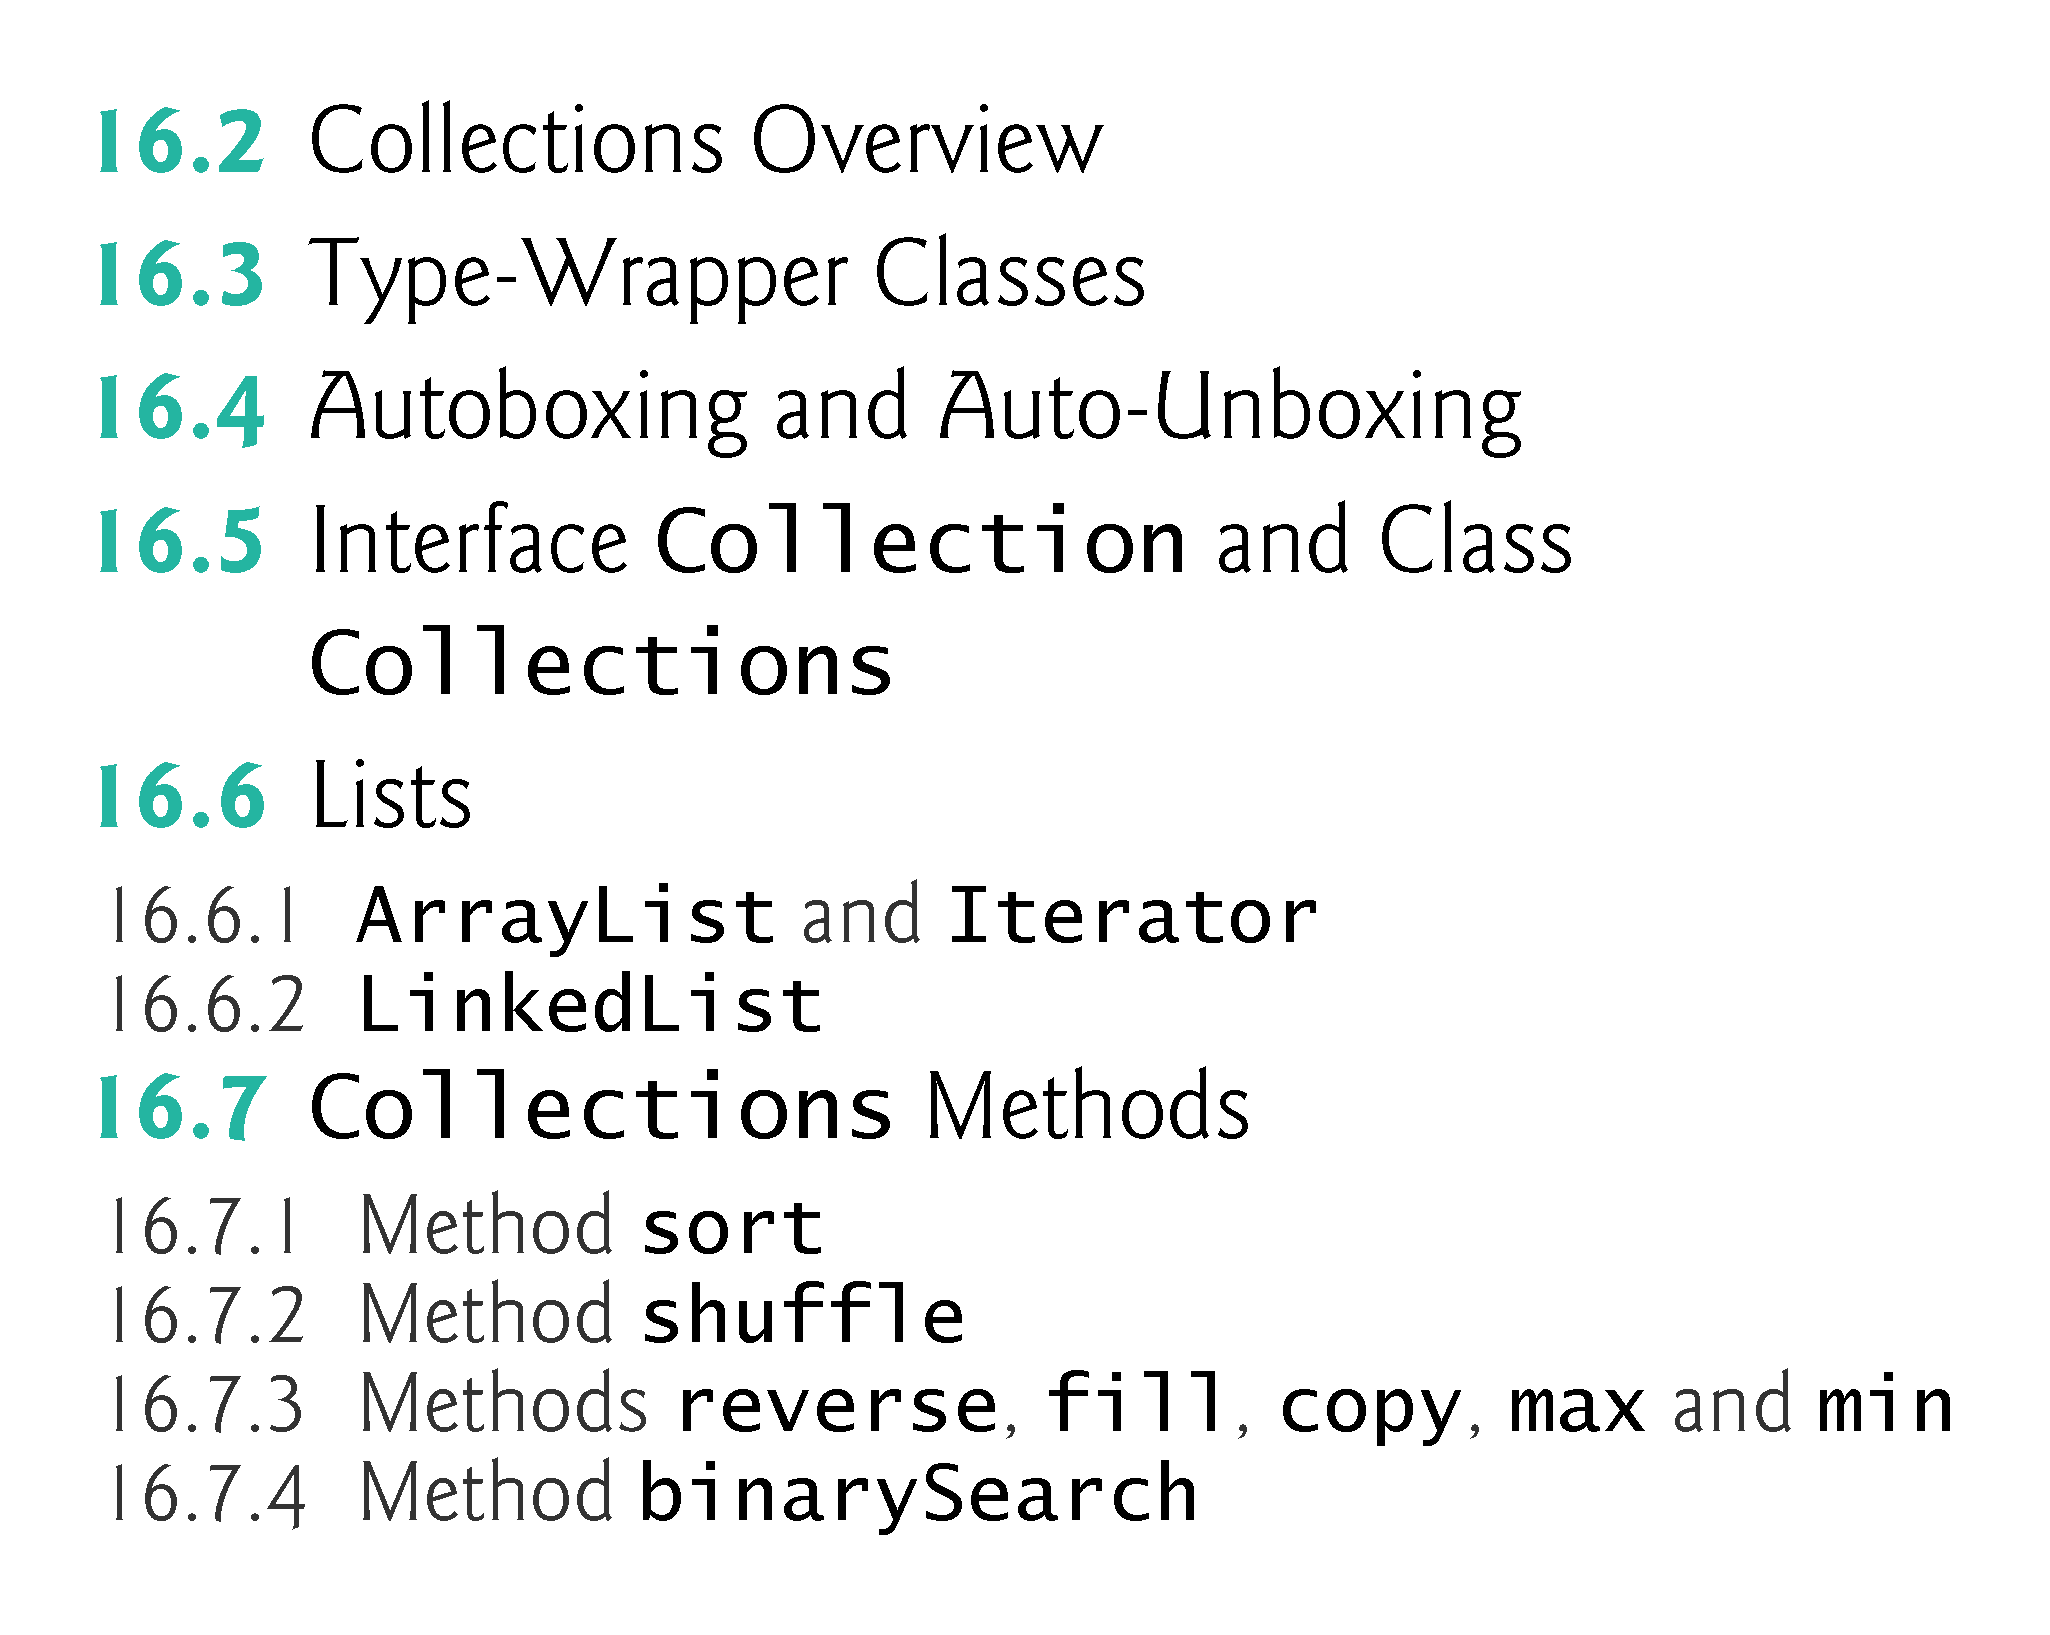 16.2 Collections Overview
16.3 Type-Wrapper Classes
16.4 Autoboxing and Auto-Unboxing
16.5 Interface Collection and Class
Collections
16.6 Lists
16.6.1 ArrayList and Iterator
16.6.2 LinkedList
16.7 Collections Methods
16.7.1 Method sort
16.7.2 Method shuffle
16.7.3 Methods reverse, fill, copy, max and min
16.7.4 Method binarySearch